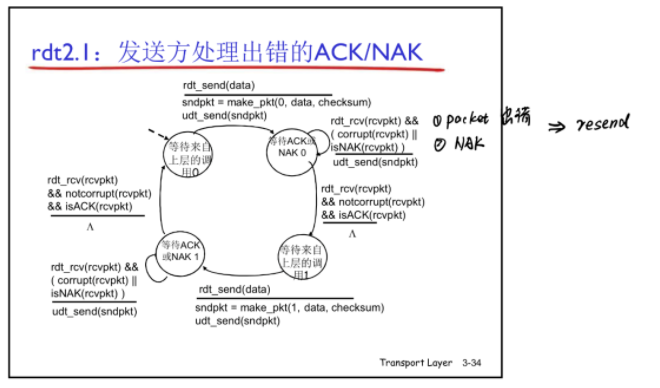 rdt2.1：发送方处理出错的ACK/NAK
rdt_send(data)
sndpkt = make_pkt(0, data, checksum)
udt_send(sndpkt)
等待来自
上层的调
用0
等待ACK或
NAK 0
rdt_rcv(rcvpkt) &&
( corrupt(rcvpkt) ||
isNAK(rcvpkt) )
udt_send(sndpkt)
① packet 出错
② NAK
⇒ resend
rdt_rcv(rcvpkt)
&& notcorrupt(rcvpkt)
&& isACK(rcvpkt)
Λ
rdt_rcv(rcvpkt)
&& notcorrupt(rcvpkt)
&& isACK(rcvpkt)
Λ
等待ACK
或NAK 1
等待来自
上层的调
用1
rdt_rcv(rcvpkt) &&
( corrupt(rcvpkt) ||
isNAK(rcvpkt) )
udt_send(sndpkt)
rdt_send(data)
sndpkt = make_pkt(1, data, checksum)
udt_send(sndpkt)
Transport Layer 3-34